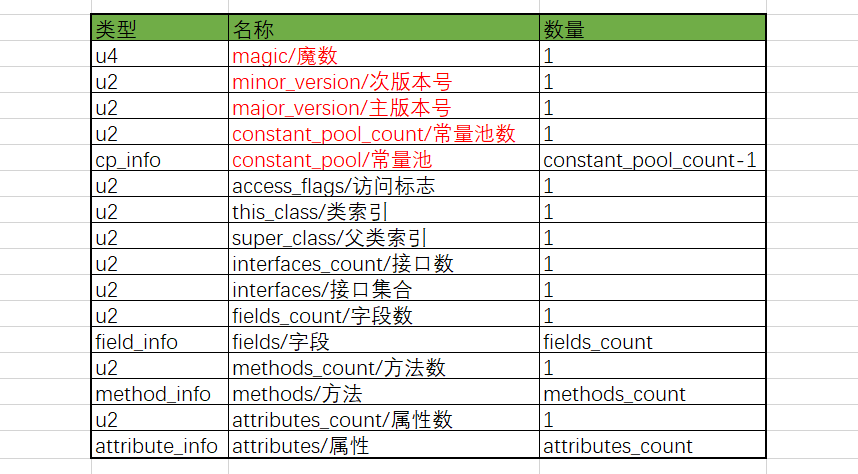 类型 名称 数量
u4 magic/魔数 1
u2 minor_version/次版本号 1
u2 major_version/主版本号 1
u2 constant_pool_count/常量池数 1
cp_info constant_pool/常量池 constant_pool_count-1
u2 access_flags/访问标志 1
u2 this_class/类索引 1
u2 super_class/父类索引 1
u2 interfaces_count/接口数 1
u2 interfaces/接口集合 1
u2 fields_count/字段数 1
field_info fields/字段 fields_count
u2 methods_count/方法数 1
method_info methods/方法 methods_count
u2 attributes_count/属性数 1
attribute_info attributes/属性 attributes_count